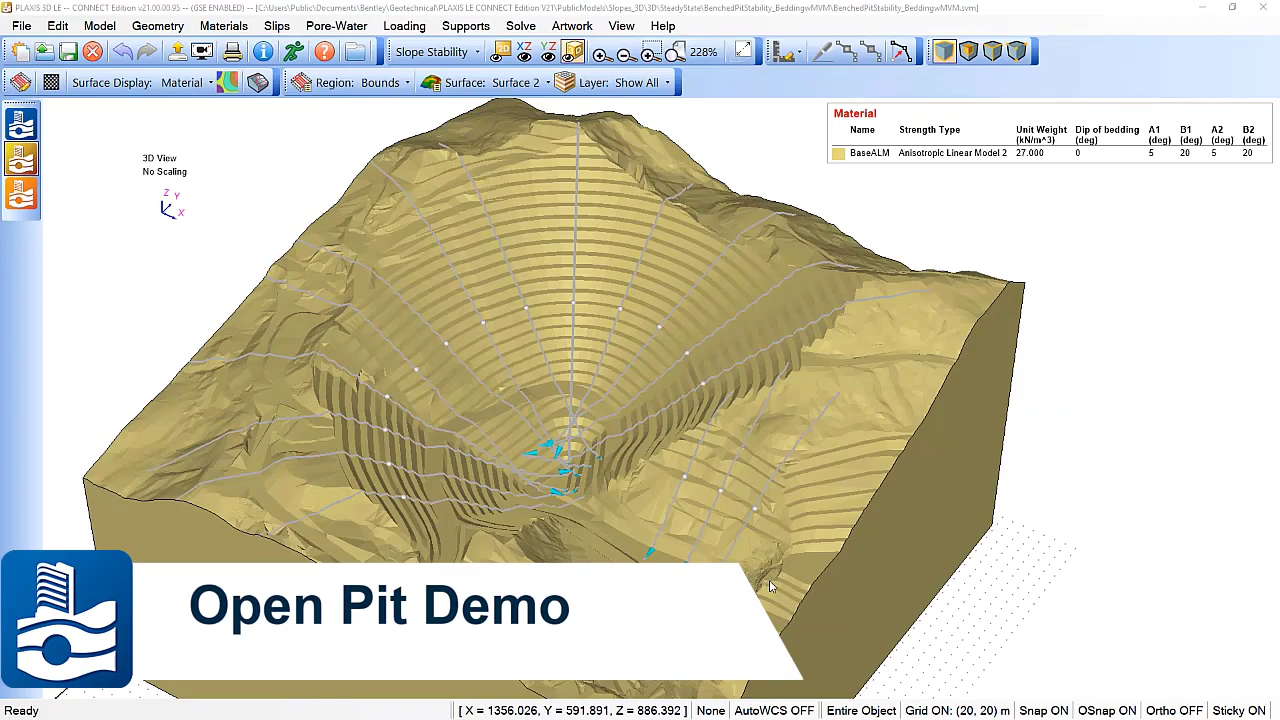 PLAXIS 3D LE -- CONNECT Edition v21.00.00.95 -- (GSE ENABLED) -- [C:\Users\Public\Documents\Bentley\Geotechnical\PLAXIS LE CONNECT Edition V21\PublicModels\Slopes_3D\3D\SteadyState\BenchedPitStability_BeddingwMVM\BenchedPitStability_BeddingwMVM.svm]
File Edit Model Geometry Materials Slips Pore-Water Loading Supports Solve Artwork View Help
Slope Stability 2D XZ YZ 228%
Surface Display: Material Region: Bounds Surface: Surface 2 Layer: Show All
Material
Name Strength Type Unit Weight (kN/m^3) Dip of bedding (deg) A1 (deg) B1 (deg) A2 (deg) B2 (deg)
BaseALM Anisotropic Linear Model 2 27.000 0 5 20 5 20
3D View
No Scaling
Z Y
X
Open Pit Demo
Ready [ X = 1356.026, Y = 591.891, Z = 886.392 ] None AutoWCS OFF Entire Object Grid ON: (20, 20) m Snap ON OSnap ON Ortho OFF Sticky ON